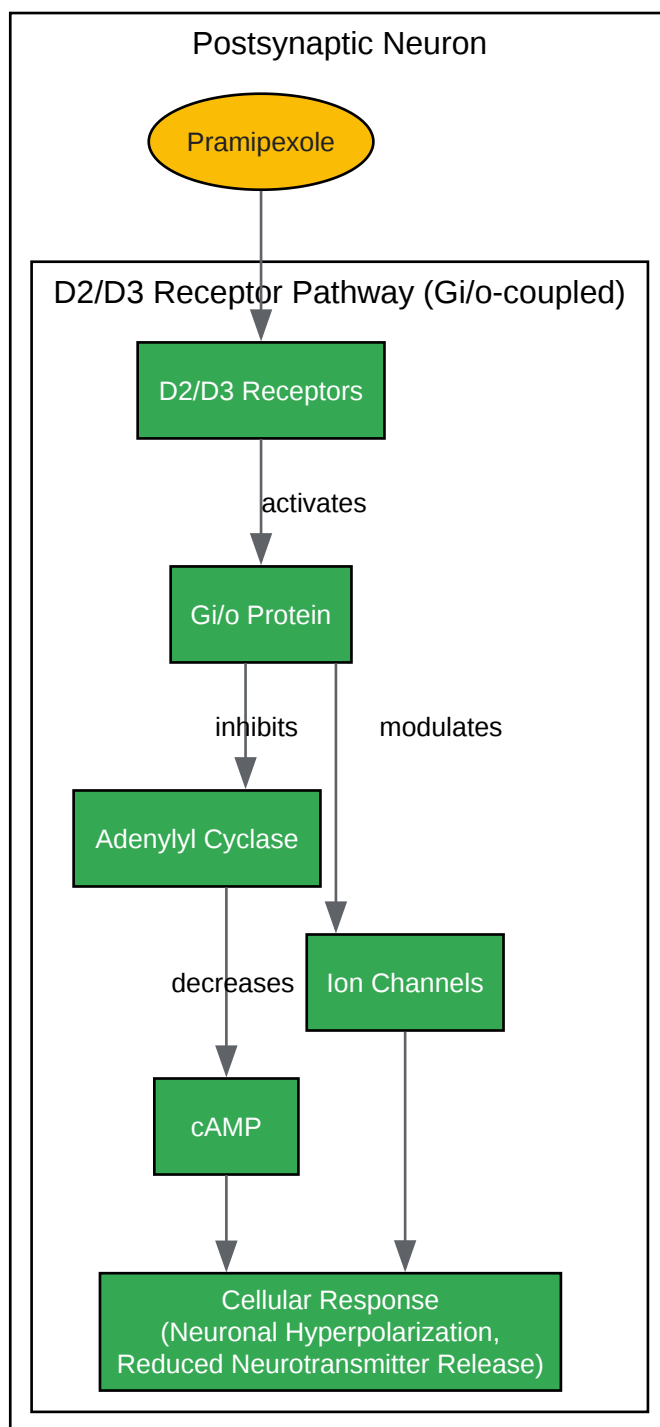 Postsynaptic Neuron
Pramipexole
D2/D3 Receptor Pathway (Gi/o-coupled)
D2/D3 Receptors
activates
Gi/o Protein
inhibits
modulates
Adenylyl Cyclase
decreases
Ion Channels
cAMP
Cellular Response
(Neuronal Hyperpolarization,
Reduced Neurotransmitter Release)